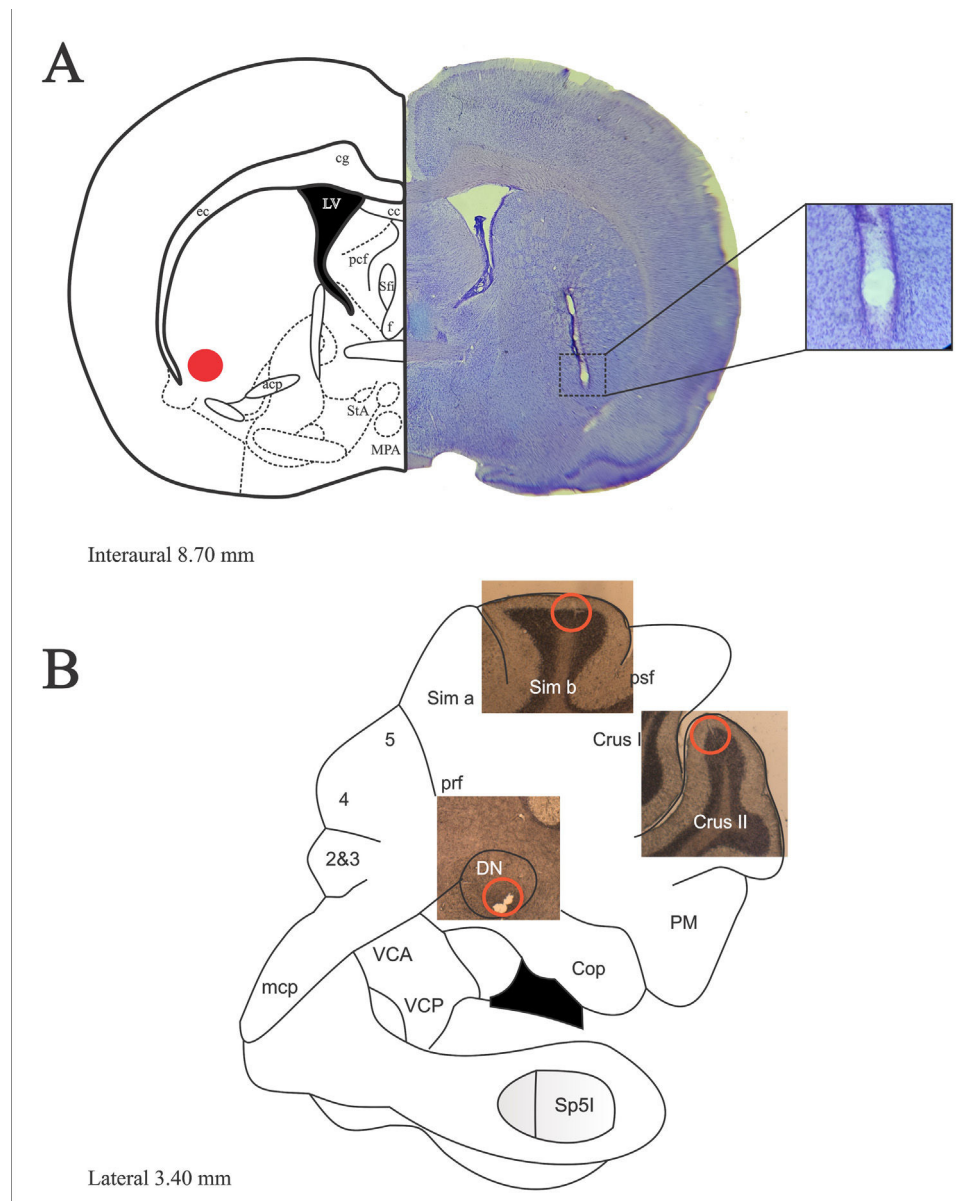 A
cg
LV
ec
cc
pcf
Sfi
f
acp
StA
MPA
Interaural 8.70 mm
B
Sim a
Sim b
psf
5
Crus I
prf
4
Crus II
2&3
DN
PM
VCA
Cop
mcp
VCP
Sp5I
Lateral 3.40 mm